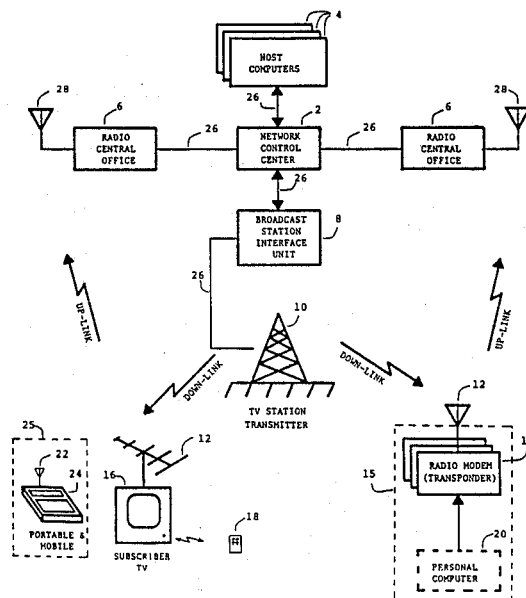 4
HOST
COMPUTERS
28
6
26
2
6
28
RADIO
CENTRAL
OFFICE
26
NETWORK
CONTROL
CENTER
26
RADIO
CENTRAL
OFFICE
26
BROADCAST
STATION
INTERFACE
UNIT
8
26
10
UP-LINK
UP-LINK
DOWN-LINK
DOWN-LINK
TV STATION
TRANSMITTER
12
12
25
22
24
16
15
1
RADIO MODEM
(TRANSPONDER)
18
#
PORTABLE &
MOBILE
SUBSCRIBER
TV
20
PERSONAL
COMPUTER